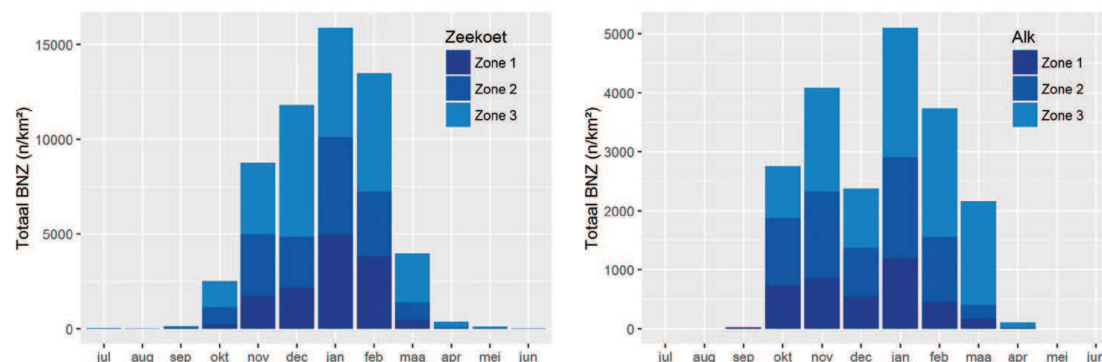 Zeekoet
Zone 1
Zone 2
Zone 3
Totaal BNZ (n/km²)
15000
10000
5000
0
jul aug sep okt nov dec jan feb maa apr mei jun
Alk
Zone 1
Zone 2
Zone 3
Totaal BNZ (n/km²)
5000
4000
3000
2000
1000
0
jul aug sep okt nov dec jan feb maa apr mei jun